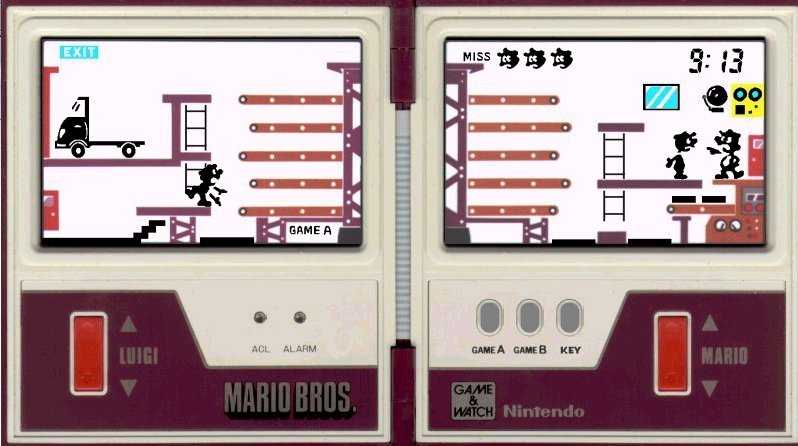 EXIT
GAME A
MISS
9:13
ACL ALARM
LUIGI
MARIO BROS.
GAME A GAME B KEY
MARIO
GAME & WATCH
Nintendo